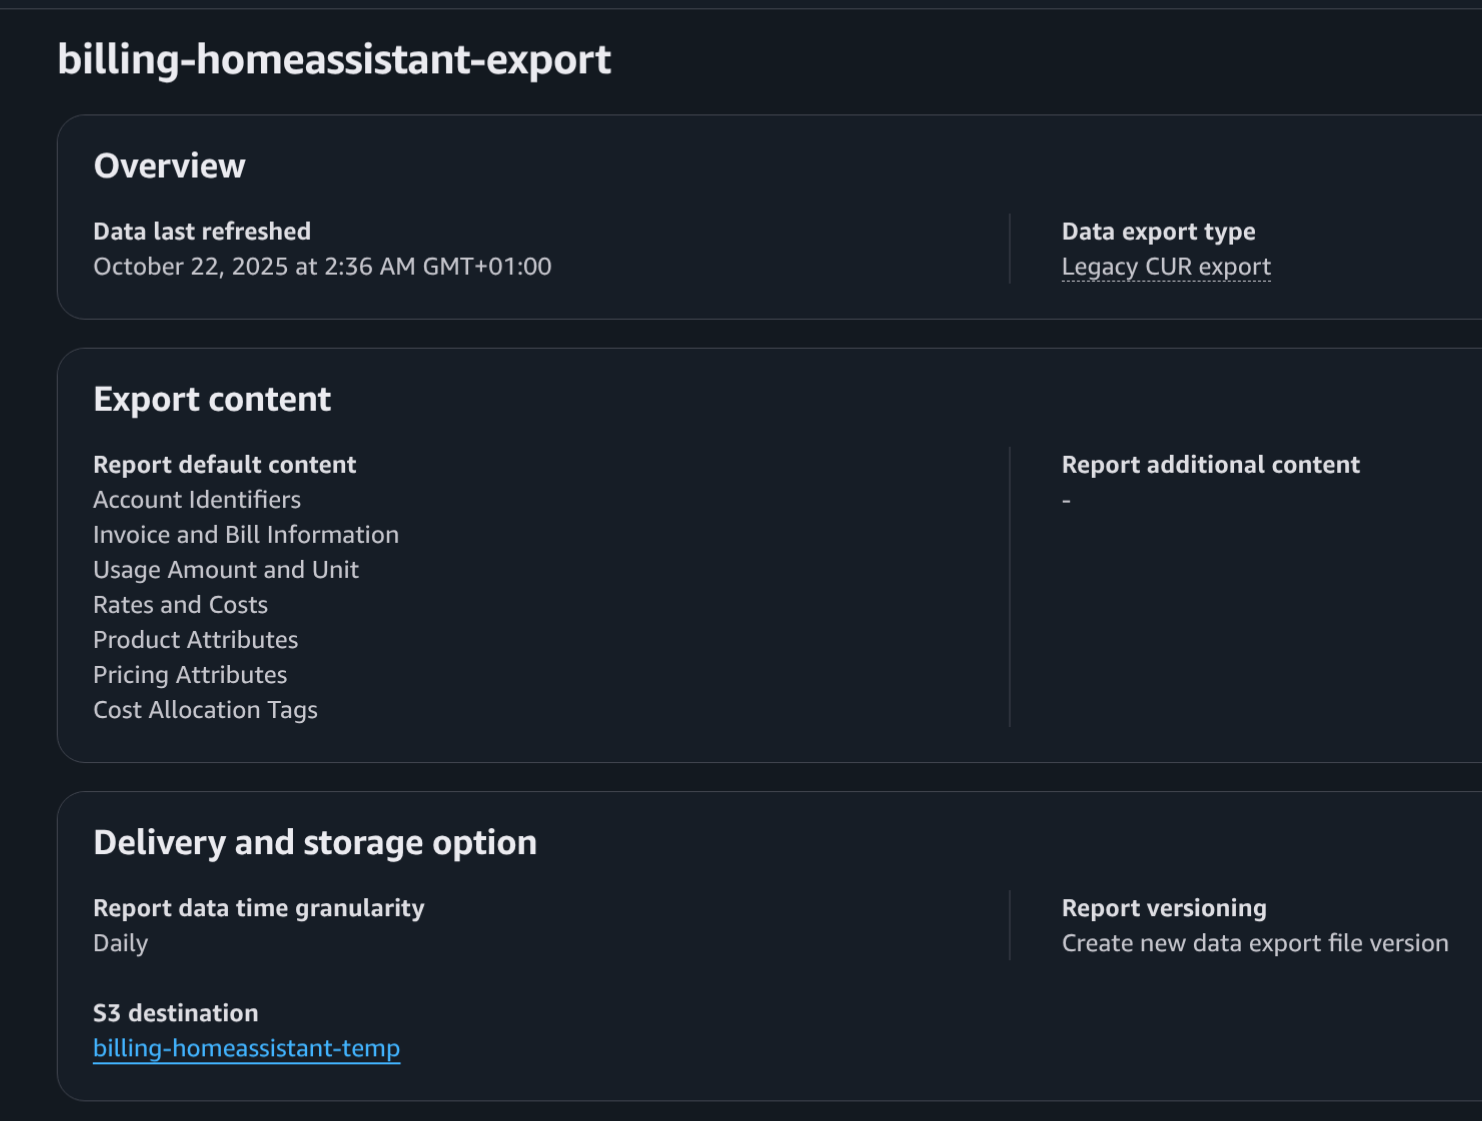 billing-homeassistant-export
Overview
Data last refreshed
October 22, 2025 at 2:36 AM GMT+01:00
Data export type
Legacy CUR export
Export content
Report default content
Account Identifiers
Invoice and Bill Information
Usage Amount and Unit
Rates and Costs
Product Attributes
Pricing Attributes
Cost Allocation Tags
Report additional content
-
Delivery and storage option
Report data time granularity
Daily
Report versioning
Create new data export file version
S3 destination
billing-homeassistant-temp